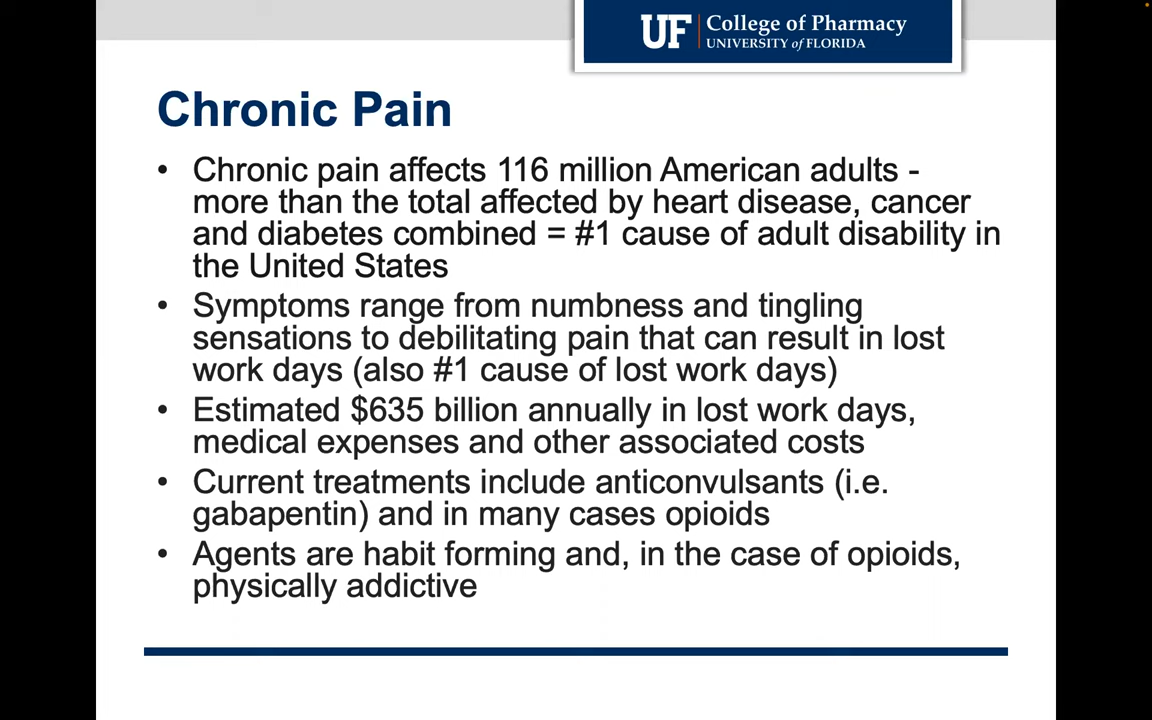 UF College of Pharmacy
UNIVERSITY of FLORIDA
Chronic Pain
• Chronic pain affects 116 million American adults -
more than the total affected by heart disease, cancer
and diabetes combined = #1 cause of adult disability in
the United States
• Symptoms range from numbness and tingling
sensations to debilitating pain that can result in lost
work days (also #1 cause of lost work days)
• Estimated $635 billion annually in lost work days,
medical expenses and other associated costs
• Current treatments include anticonvulsants (i.e.
gabapentin) and in many cases opioids
• Agents are habit forming and, in the case of opioids,
physically addictive